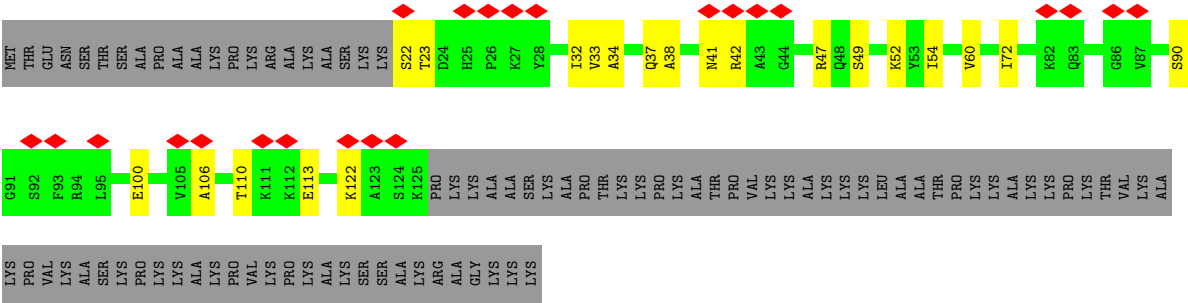 MET THR GLU ASN SER THR SER ALA PRO ALA ALA LYS PRO LYS ARG ALA LYS ALA SER LYS LYS S22 T23 D24 H25 P26 K27 Y28 I32 V33 A34 Q37 A38 N41 R42 A43 G44 R47 Q48 S49 K52 Y53 I54 V60 I72 K82 Q83 G86 V87 S90
G91 S92 F93 R94 L95 E100 V105 A106 T110 K111 K112 E113 K122 A123 S124 K125 PRO LYS LYS ALA ALA SER LYS ALA PRO THR LYS LYS PRO LYS ALA THR PRO VAL LYS LYS ALA LYS LYS LYS LEU ALA ALA THR PRO LYS LYS ALA LYS LYS PRO LYS THR VAL LYS ALA
LYS PRO VAL LYS ALA SER LYS PRO LYS LYS ALA LYS PRO VAL LYS PRO LYS ALA LYS SER SER ALA LYS ARG ALA GLY LYS LYS LYS